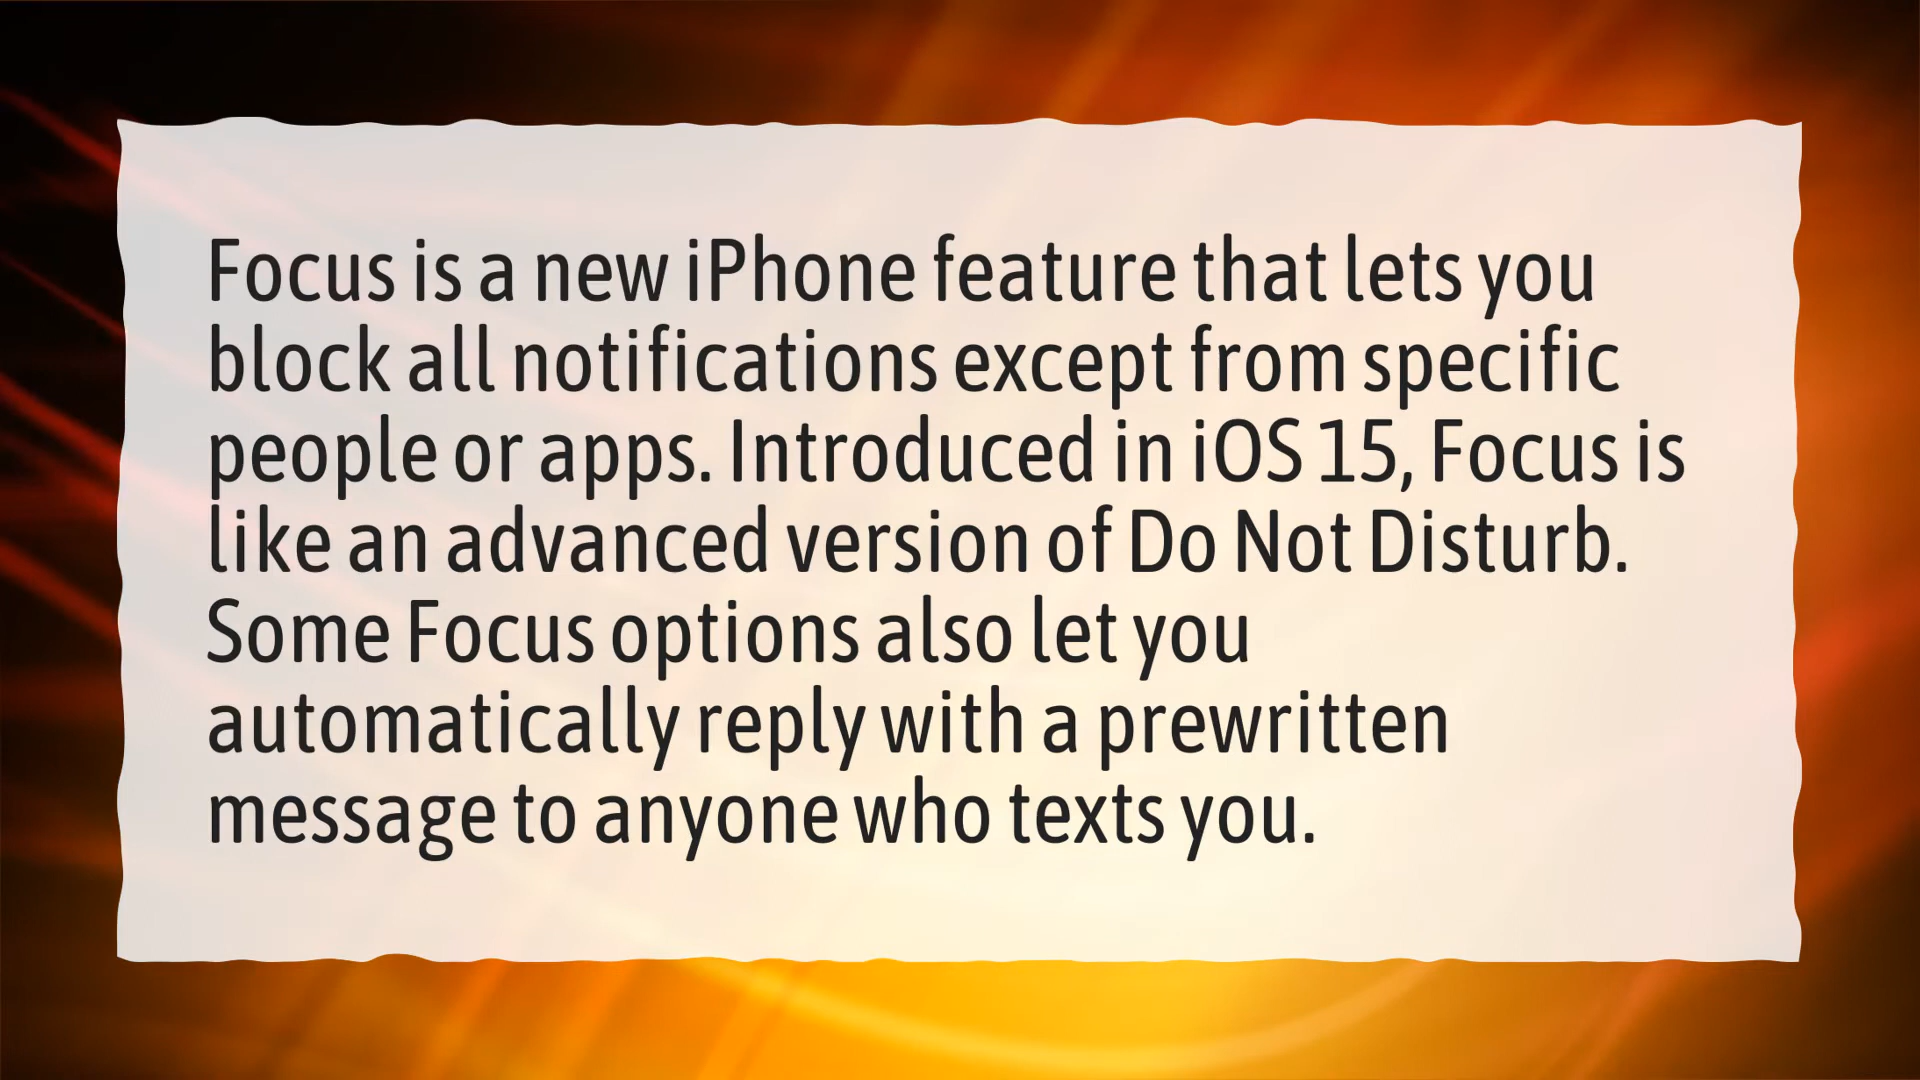 Focus is a new iPhone feature that lets you
block all notifications except from specific
people or apps. Introduced in iOS 15, Focus is
like an advanced version of Do Not Disturb.
Some Focus options also let you
automatically reply with a prewritten
message to anyone who texts you.